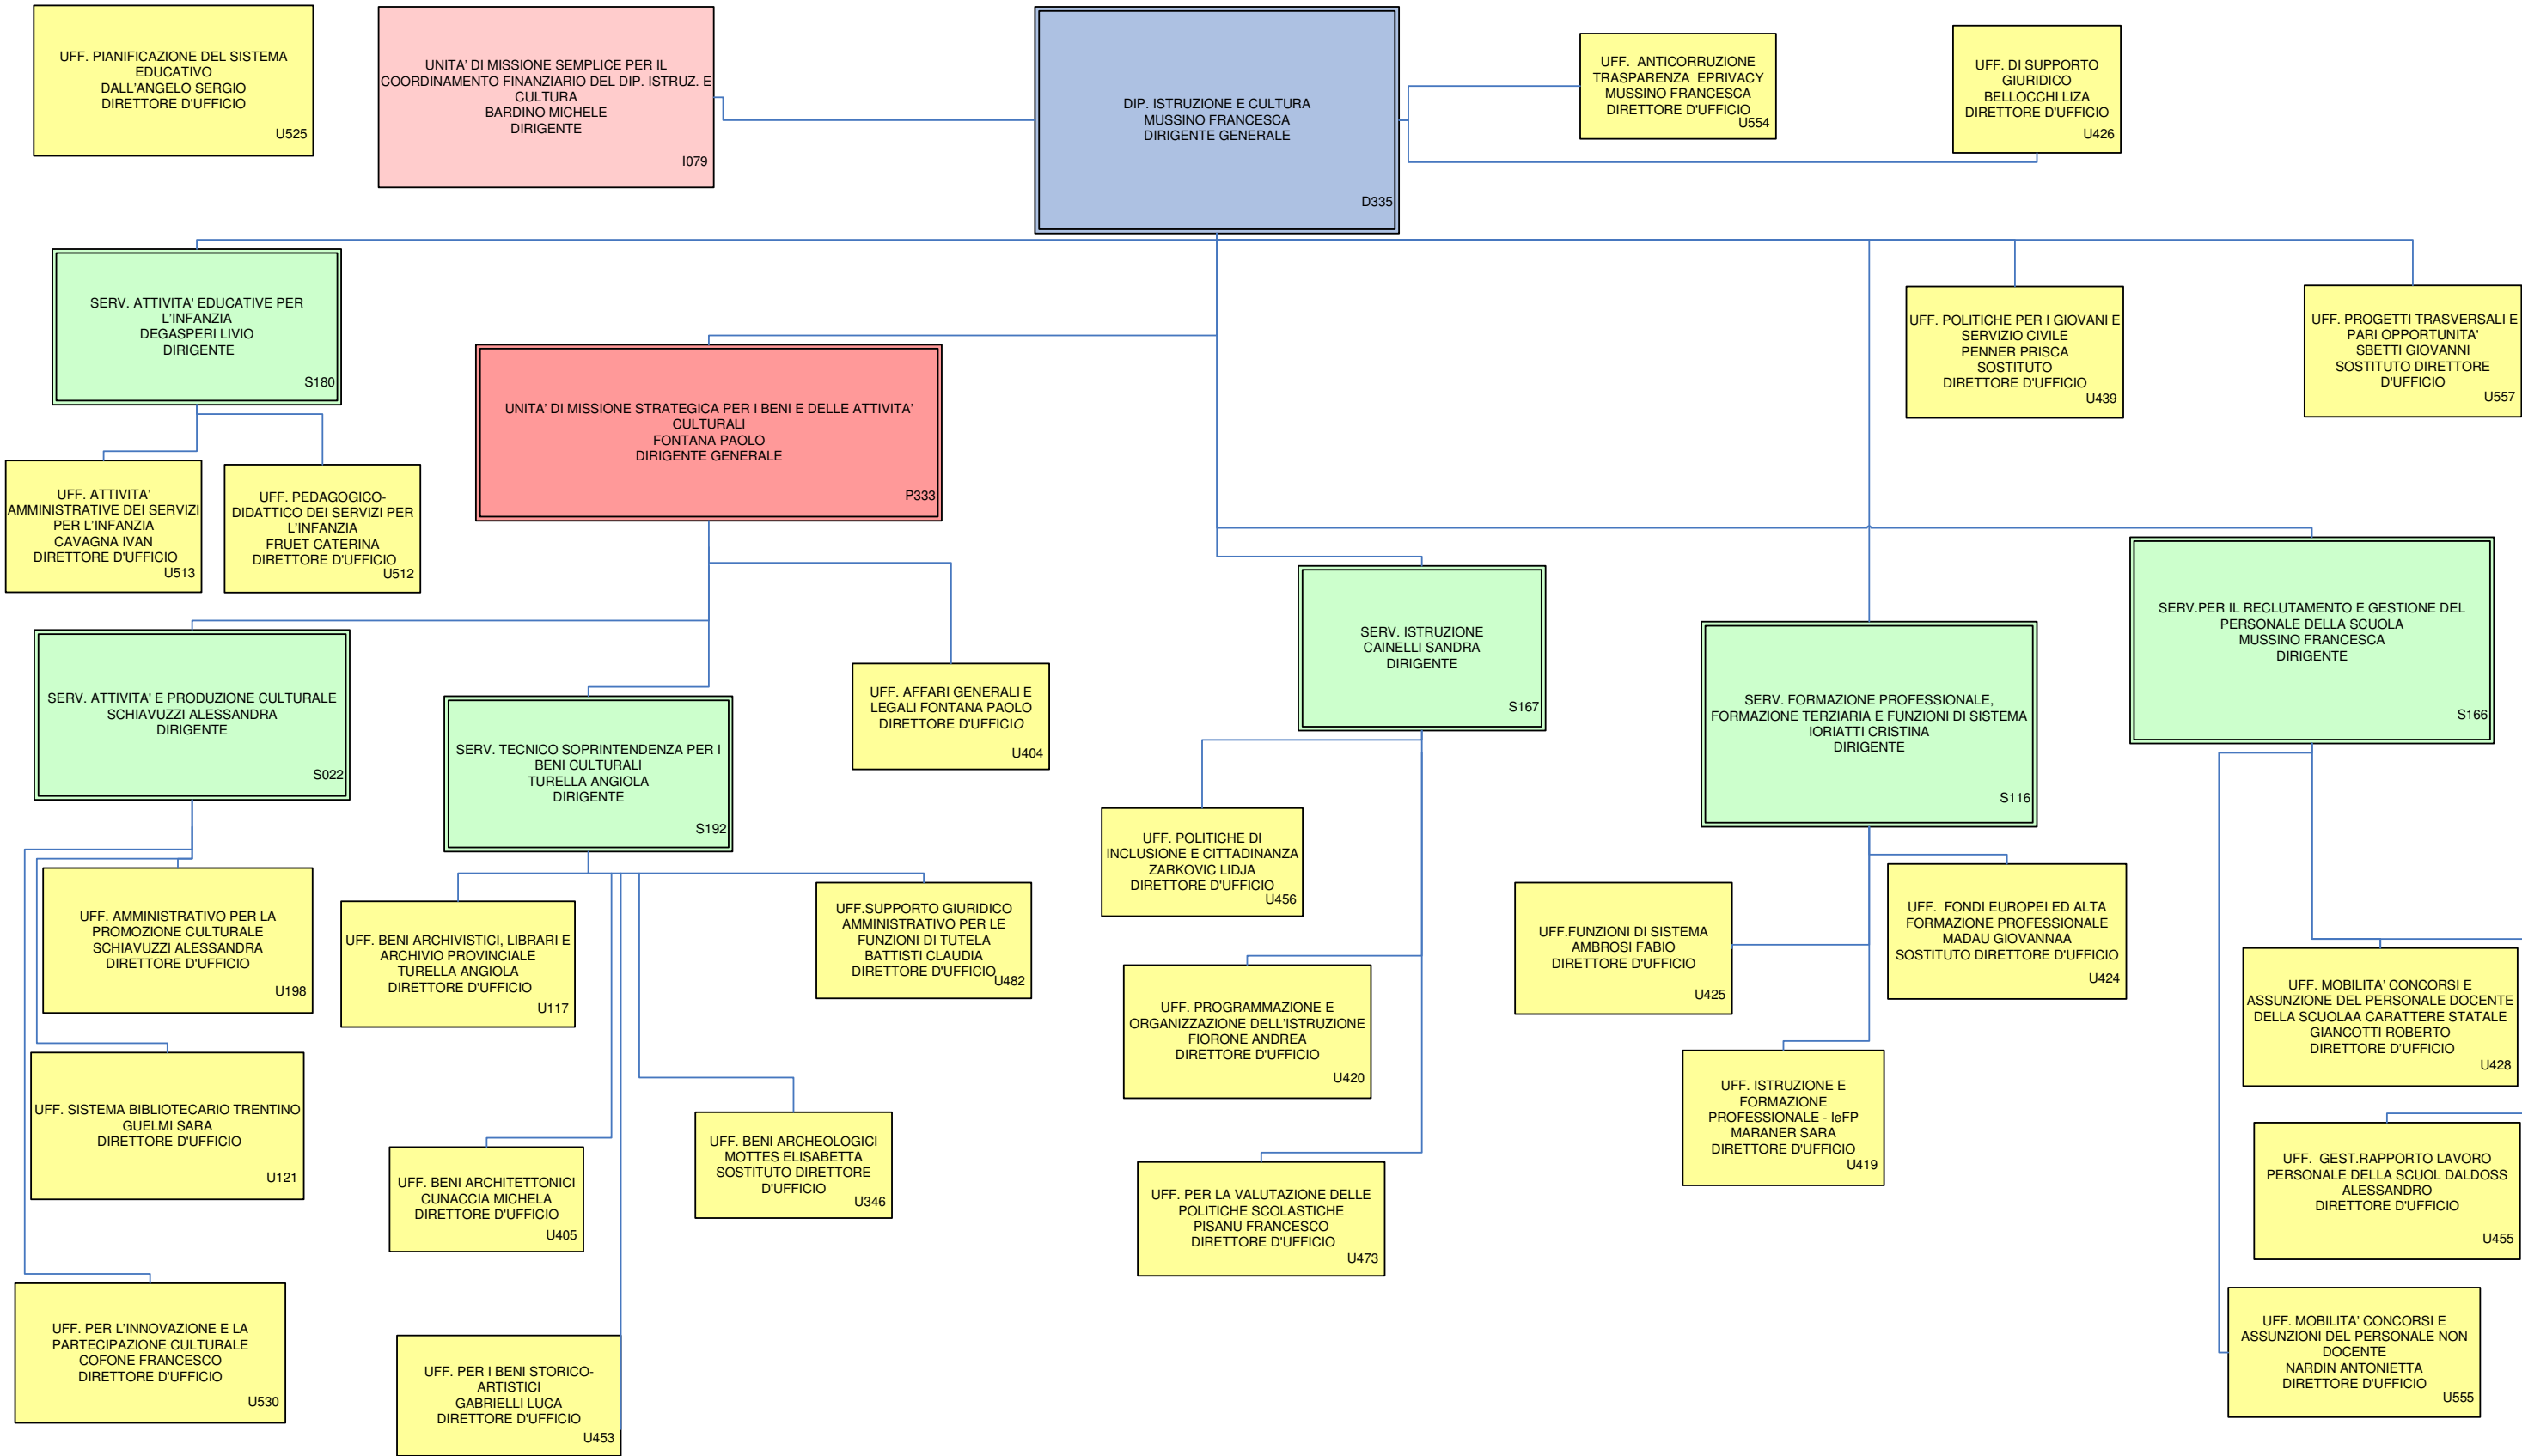 UFF. PIANIFICAZIONE DEL SISTEMA
EDUCATIVO
DALL'ANGELO SERGIO
DIRETTORE D'UFFICIO
U525
UNITA' DI MISSIONE SEMPLICE PER IL
COORDINAMENTO FINANZIARIO DEL DIP. ISTRUZ. E
CULTURA
BARDINO MICHELE
DIRIGENTE
I079
DIP. ISTRUZIONE E CULTURA
MUSSINO FRANCESCA
DIRIGENTE GENERALE
D335
UFF. ANTICORRUZIONE
TRASPARENZA EPRIVACY
MUSSINO FRANCESCA
DIRETTORE D'UFFICIO
U554
UFF. DI SUPPORTO
GIURIDICO
BELLOCCHI LIZA
DIRETTORE D'UFFICIO
U426
SERV. ATTIVITA' EDUCATIVE PER
L'INFANZIA
DEGASPERI LIVIO
DIRIGENTE
S180
UFF. POLITICHE PER I GIOVANI E
SERVIZIO CIVILE
PENNER PRISCA
SOSTITUTO
DIRETTORE D'UFFICIO
U439
UFF. PROGETTI TRASVERSALI E
PARI OPPORTUNITA'
SBETTI GIOVANNI
SOSTITUTO DIRETTORE
D'UFFICIO
U557
UNITA' DI MISSIONE STRATEGICA PER I BENI E DELLE ATTIVITA'
CULTURALI
FONTANA PAOLO
DIRIGENTE GENERALE
P333
UFF. ATTIVITA'
AMMINISTRATIVE DEI SERVIZI
PER L'INFANZIA
CAVAGNA IVAN
DIRETTORE D'UFFICIO
U513
UFF. PEDAGOGICO-
DIDATTICO DEI SERVIZI PER
L'INFANZIA
FRUET CATERINA
DIRETTORE D'UFFICIO
U512
SERV. ATTIVITA' E PRODUZIONE CULTURALE
SCHIAVUZZI ALESSANDRA
DIRIGENTE
S022
SERV. TECNICO SOPRINTENDENZA PER I
BENI CULTURALI
TURELLA ANGIOLA
DIRIGENTE
S192
UFF. AFFARI GENERALI E
LEGALI FONTANA PAOLO
DIRETTORE D'UFFICIO
U404
SERV. ISTRUZIONE
CAINELLI SANDRA
DIRIGENTE
S167
SERV. FORMAZIONE PROFESSIONALE,
FORMAZIONE TERZIARIA E FUNZIONI DI SISTEMA
IORIATTI CRISTINA
DIRIGENTE
S116
SERV.PER IL RECLUTAMENTO E GESTIONE DEL
PERSONALE DELLA SCUOLA
MUSSINO FRANCESCA
DIRIGENTE
S166
UFF. AMMINISTRATIVO PER LA
PROMOZIONE CULTURALE
SCHIAVUZZI ALESSANDRA
DIRETTORE D'UFFICIO
U198
UFF. BENI ARCHIVISTICI, LIBRARI E
ARCHIVIO PROVINCIALE
TURELLA ANGIOLA
DIRETTORE D'UFFICIO
U117
UFF.SUPPORTO GIURIDICO
AMMINISTRATIVO PER LE
FUNZIONI DI TUTELA
BATTISTI CLAUDIA
DIRETTORE D'UFFICIO
U482
UFF. POLITICHE DI
INCLUSIONE E CITTADINANZA
ZARKOVIC LIDJA
DIRETTORE D'UFFICIO
U456
UFF.FUNZIONI DI SISTEMA
AMBROSI FABIO
DIRETTORE D'UFFICIO
U425
UFF. FONDI EUROPEI ED ALTA
FORMAZIONE PROFESSIONALE
MADAU GIOVANNAA
SOSTITUTO DIRETTORE D'UFFICIO
U424
UFF. MOBILITA' CONCORSI E
ASSUNZIONE DEL PERSONALE DOCENTE
DELLA SCUOLAA CARATTERE STATALE
GIANCOTTI ROBERTO
DIRETTORE D'UFFICIO
U428
UFF. PROGRAMMAZIONE E
ORGANIZZAZIONE DELL'ISTRUZIONE
FIORONE ANDREA
DIRETTORE D'UFFICIO
U420
UFF. SISTEMA BIBLIOTECARIO TRENTINO
GUELMI SARA
DIRETTORE D'UFFICIO
U121
UFF. BENI ARCHITETTONICI
CUNACCIA MICHELA
DIRETTORE D'UFFICIO
U405
UFF. BENI ARCHEOLOGICI
MOTTES ELISABETTA
SOSTITUTO DIRETTORE
D'UFFICIO
U346
UFF. PER LA VALUTAZIONE DELLE
POLITICHE SCOLASTICHE
PISANU FRANCESCO
DIRETTORE D'UFFICIO
U473
UFF. ISTRUZIONE E
FORMAZIONE
PROFESSIONALE - IeFP
MARANER SARA
DIRETTORE D'UFFICIO
U419
UFF. GEST.RAPPORTO LAVORO
PERSONALE DELLA SCUOL DALDOSS
ALESSANDRO
DIRETTORE D'UFFICIO
U455
UFF. PER L'INNOVAZIONE E LA
PARTECIPAZIONE CULTURALE
COFONE FRANCESCO
DIRETTORE D'UFFICIO
U530
UFF. PER I BENI STORICO-
ARTISTICI
GABRIELLI LUCA
DIRETTORE D'UFFICIO
U453
UFF. MOBILITA' CONCORSI E
ASSUNZIONI DEL PERSONALE NON
DOCENTE
NARDIN ANTONIETTA
DIRETTORE D'UFFICIO
U555